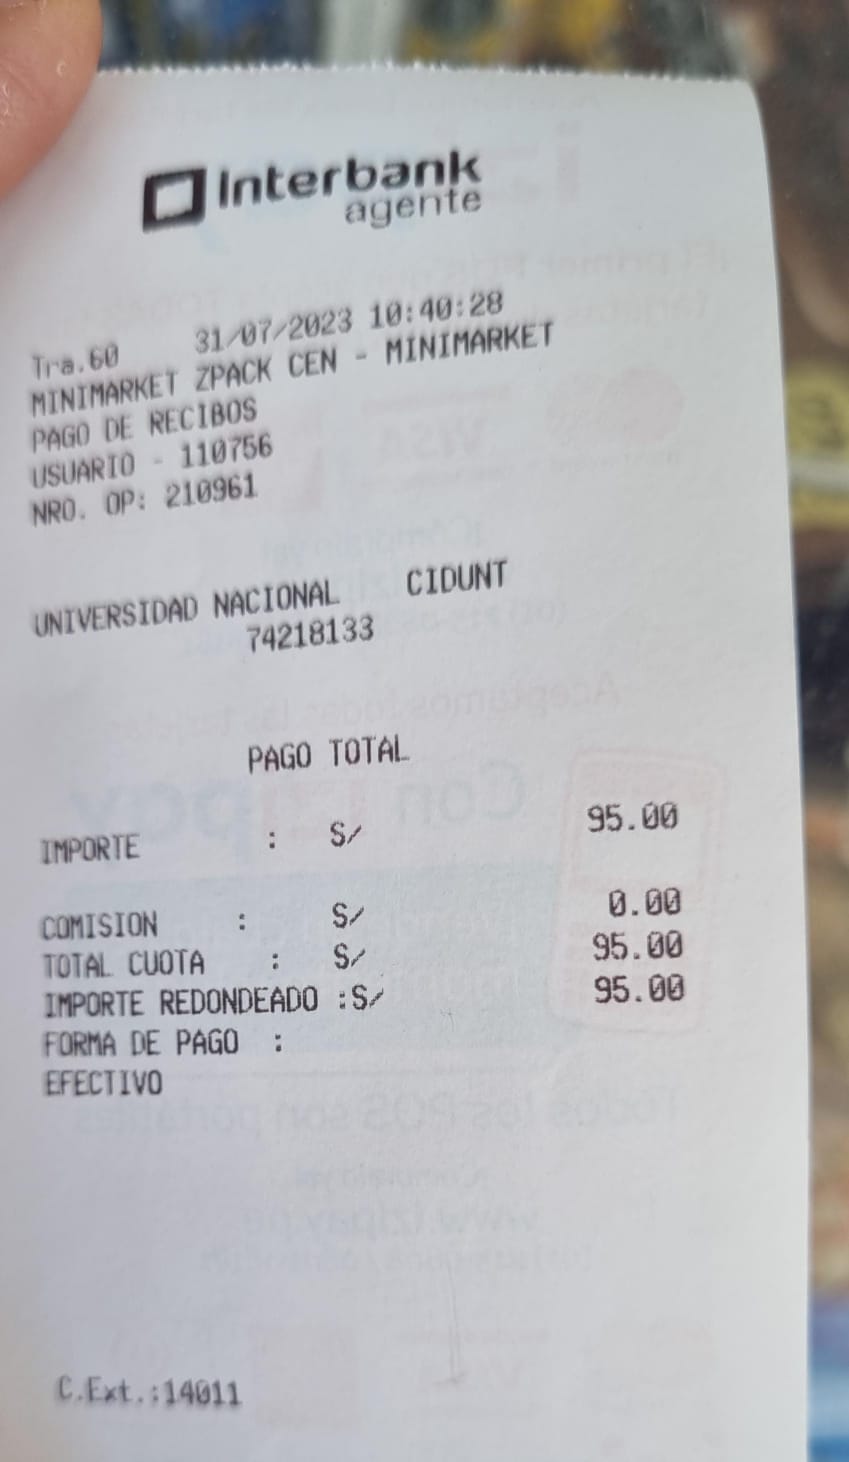 Interbank
agente
Tra.60 31/07/2023 10:40:28
MINIMARKET ZPACK CEN - MINIMARKET
PAGO DE RECIBOS
USUARIO - 110756
NRO. OP: 210961
UNIVERSIDAD NACIONAL CIDUNT
74218133
PAGO TOTAL
IMPORTE : S/ 95.00
COMISION : S/ 0.00
TOTAL CUOTA : S/ 95.00
IMPORTE REDONDEADO :S/ 95.00
FORMA DE PAGO :
EFECTIVO
C.Ext.:14011